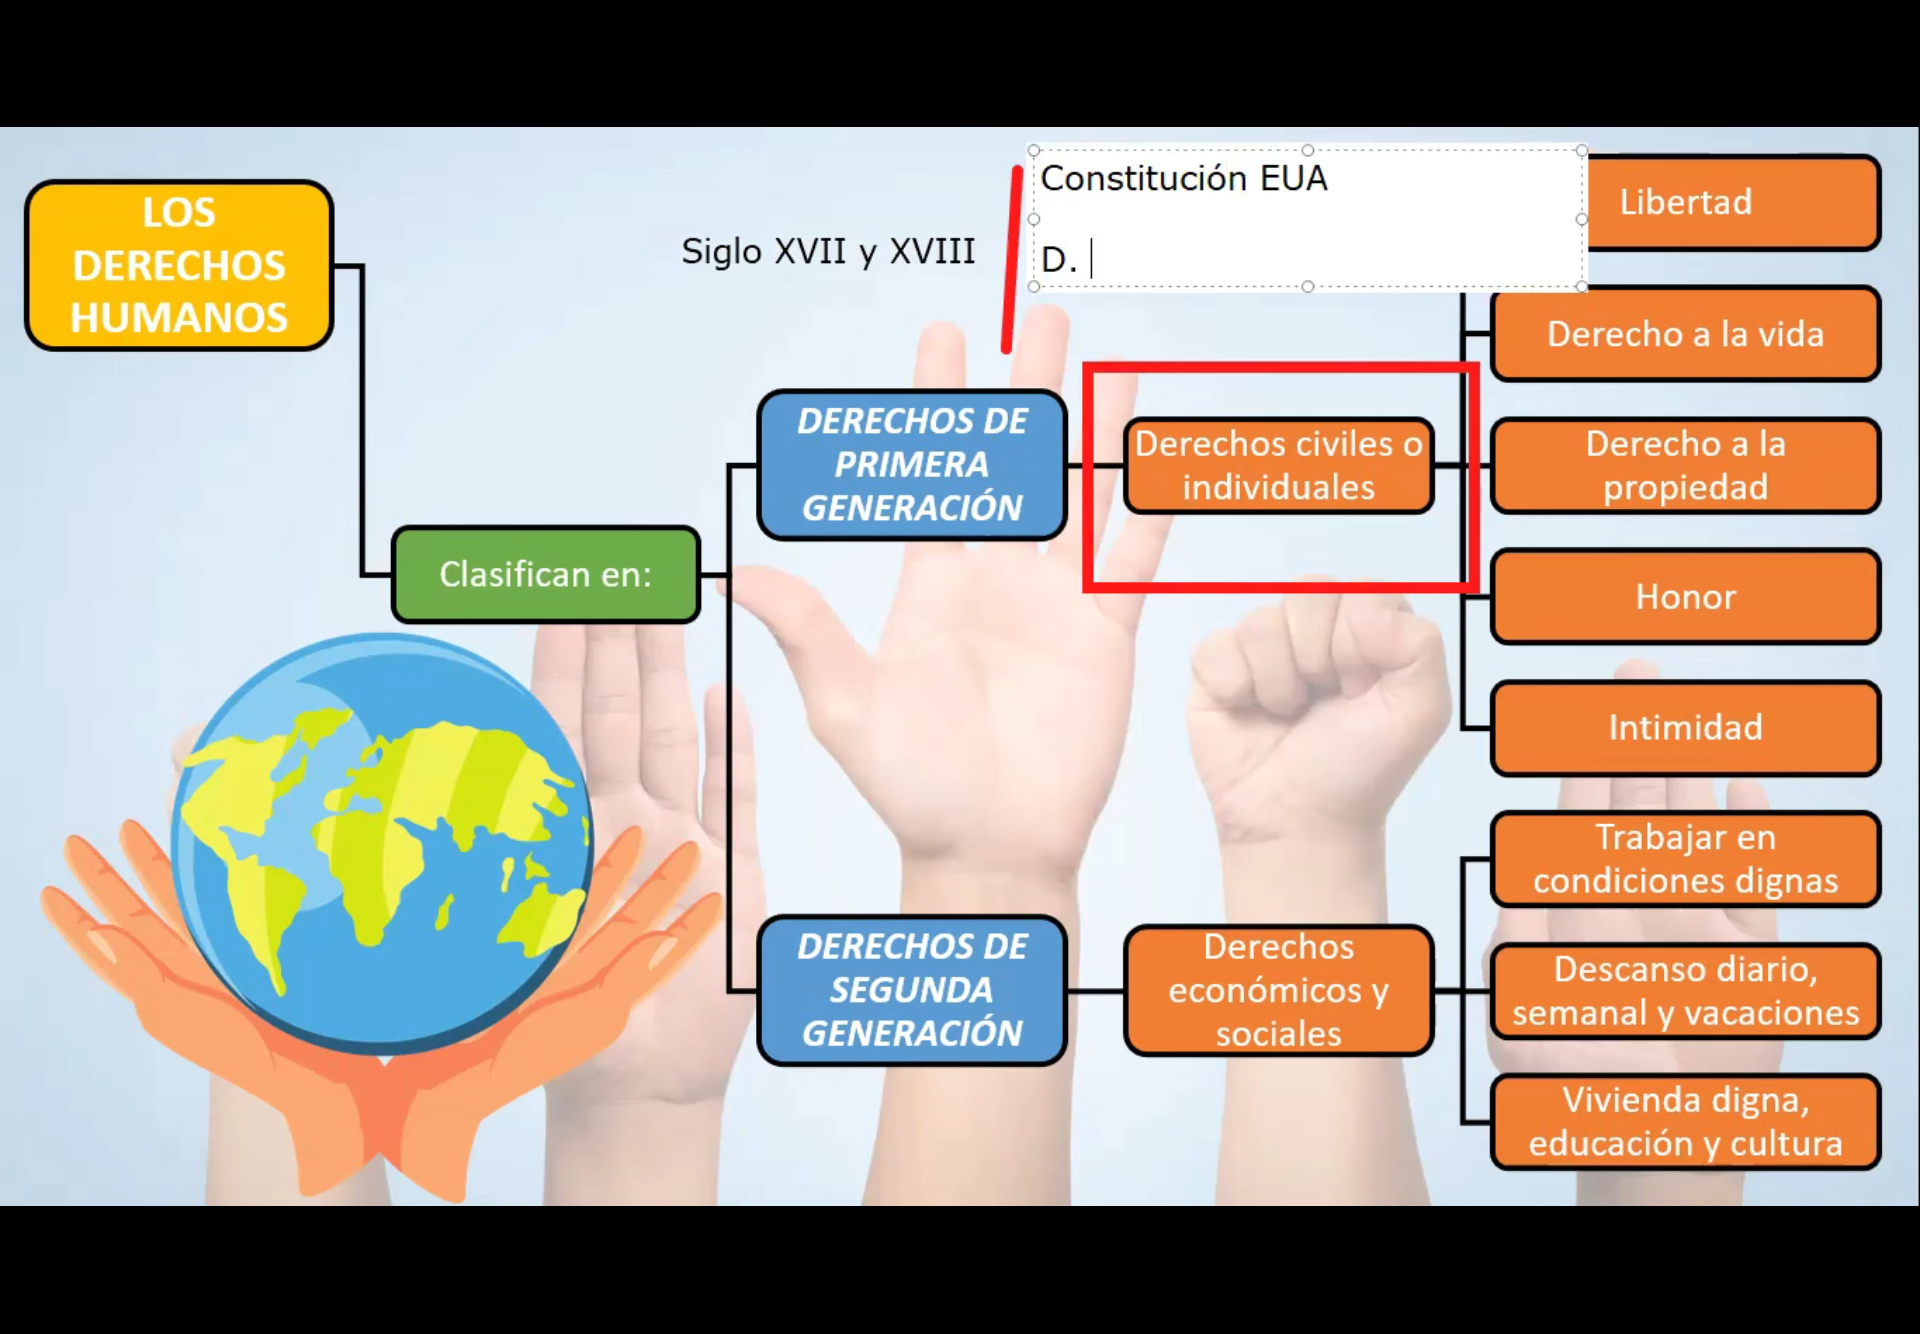 LOS
DERECHOS
HUMANOS
Siglo XVII y XVIII
Constitución EUA
D.
Clasifican en:
DERECHOS DE
PRIMERA
GENERACIÓN
Derechos civiles o
individuales
Libertad
Derecho a la vida
Derecho a la
propiedad
Honor
Intimidad
DERECHOS DE
SEGUNDA
GENERACIÓN
Derechos
económicos y
sociales
Trabajar en
condiciones dignas
Descanso diario,
semanal y vacaciones
Vivienda digna,
educación y cultura